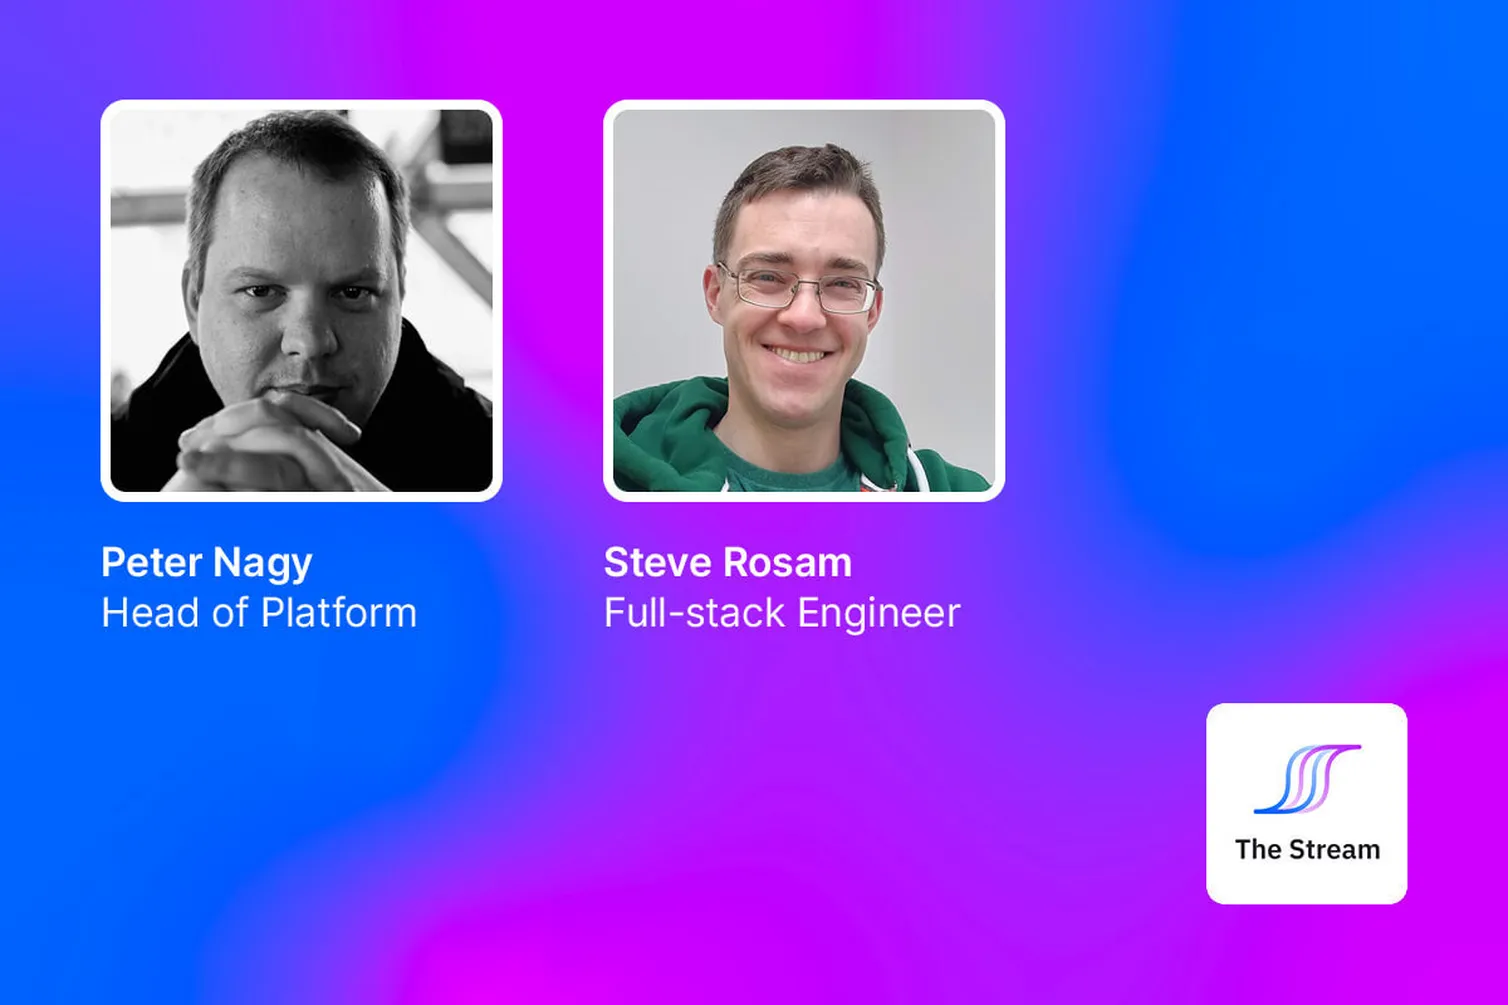 Peter Nagy
Head of Platform
Steve Rosam
Full-stack Engineer
The Stream